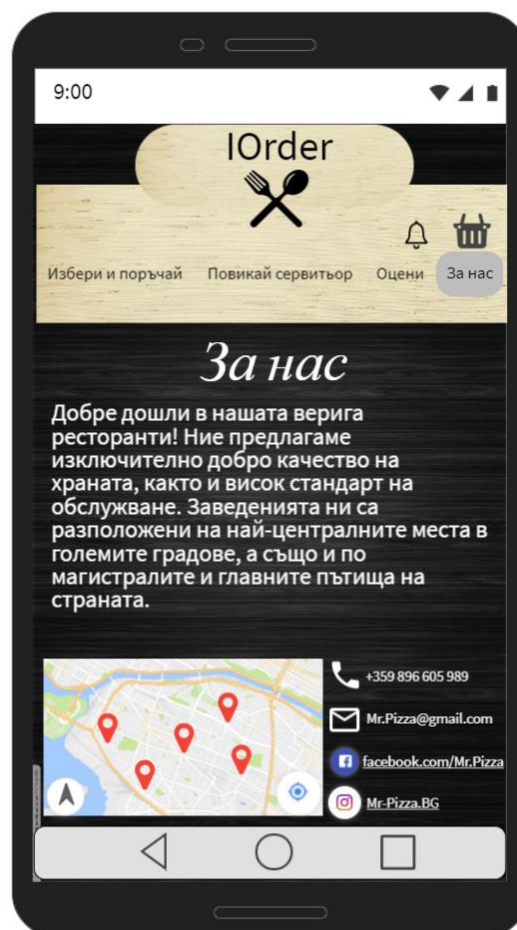 9:00
IOrder
Избери и поръчай Повикай сервитьор Оцени За нас
За нас
Добре дошли в нашата верига
ресторанти! Ние предлагаме
изключително добро качество на
храната, както и висок стандарт на
обслужване. Заведенията ни са
разположени на най-централните места в
големите градове, а също и по
магистралите и главните пътища на
страната.
+359 896 605 989
Mr.Pizza@gmail.com
facebook.com/Mr.Pizza
Mr-Pizza.BG